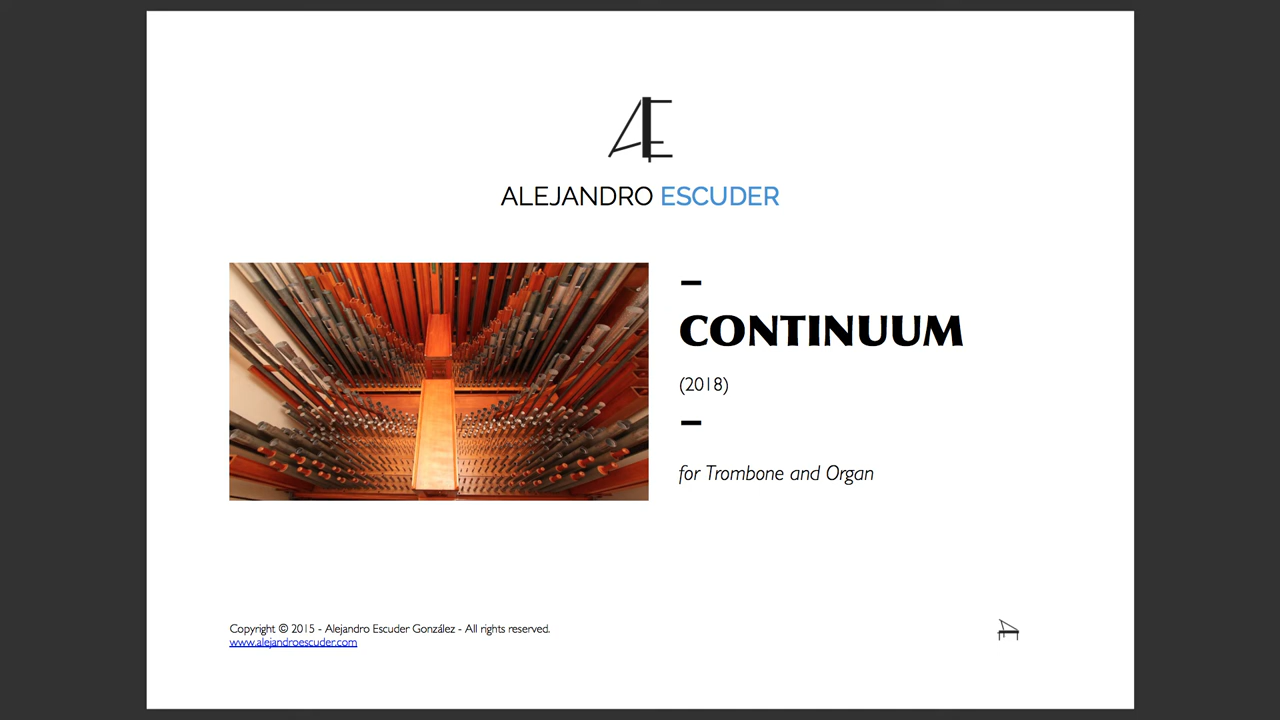 Æ
ALEJANDRO ESCUDER
–
CONTINUUM
(2018)
–
for Trombone and Organ
Copyright © 2015 - Alejandro Escuder González - All rights reserved.
www.alejandroescuder.com